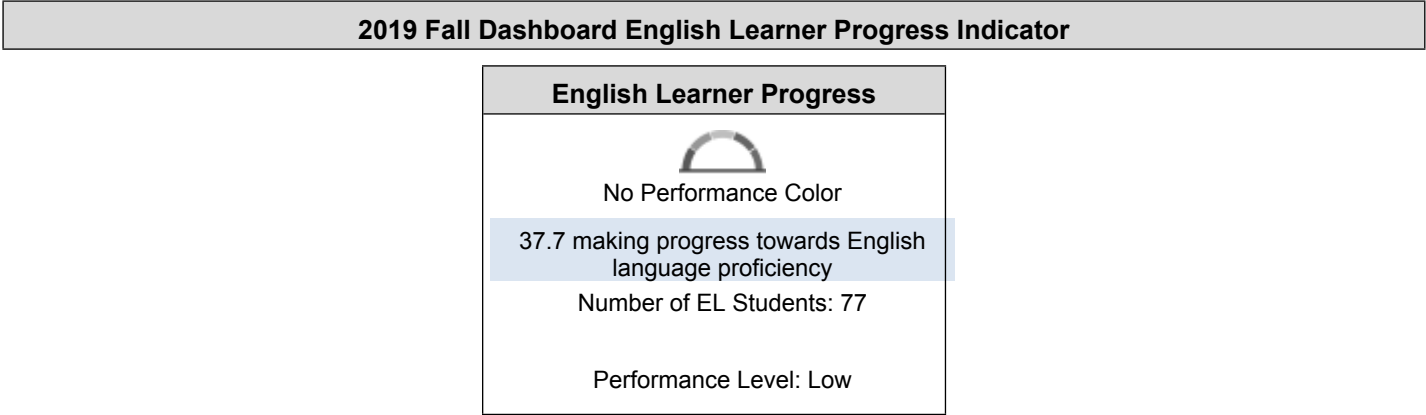 2019 Fall Dashboard English Learner Progress Indicator
English Learner Progress
No Performance Color
37.7 making progress towards English
language proficiency
Number of EL Students: 77
Performance Level: Low